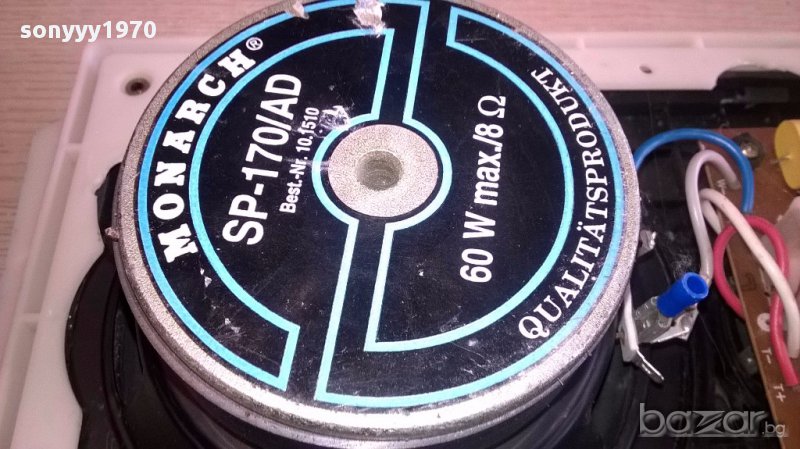 sonyyy1970
MONARCH®
SP-170/AD
Best.-Nr. 10.1510
60 W max./8 Ω
QUALITÄTSPRODUKT
T-
T+
bazar.bg